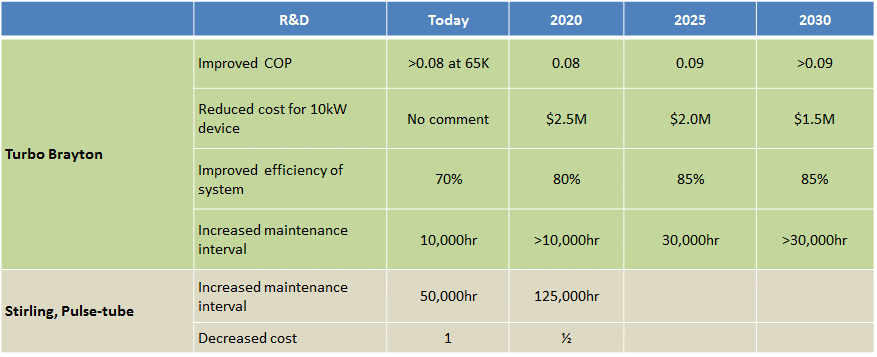 R&D Today 2020 2025 2030
Turbo Brayton
Improved COP >0.08 at 65K 0.08 0.09 >0.09
Reduced cost for 10kW
device
No comment $2.5M $2.0M $1.5M
Improved efficiency of
system
70% 80% 85% 85%
Increased maintenance
interval
10,000hr >10,000hr 30,000hr >30,000hr
Stirling, Pulse-tube
Increased maintenance
interval
50,000hr 125,000hr
Decreased cost 1 ½